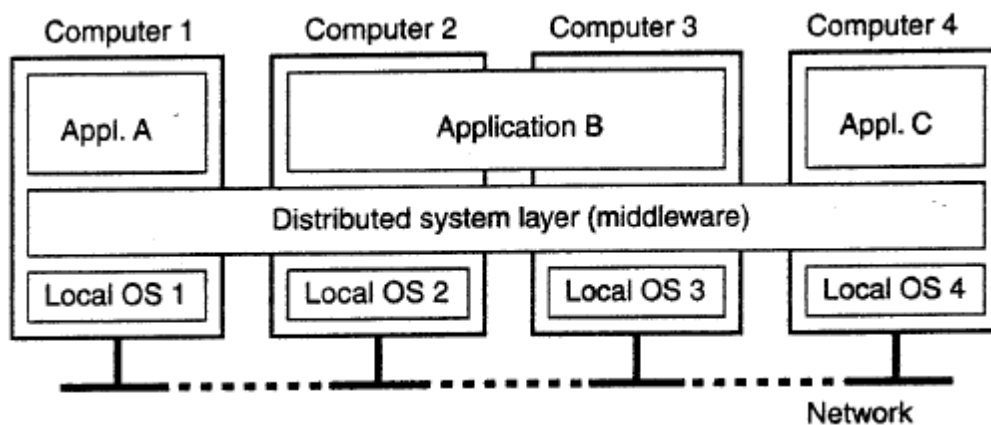 Computer 1
Computer 2
Computer 3
Computer 4
Appl. A
Application B
Appl. C
Distributed system layer (middleware)
Local OS 1
Local OS 2
Local OS 3
Local OS 4
Network